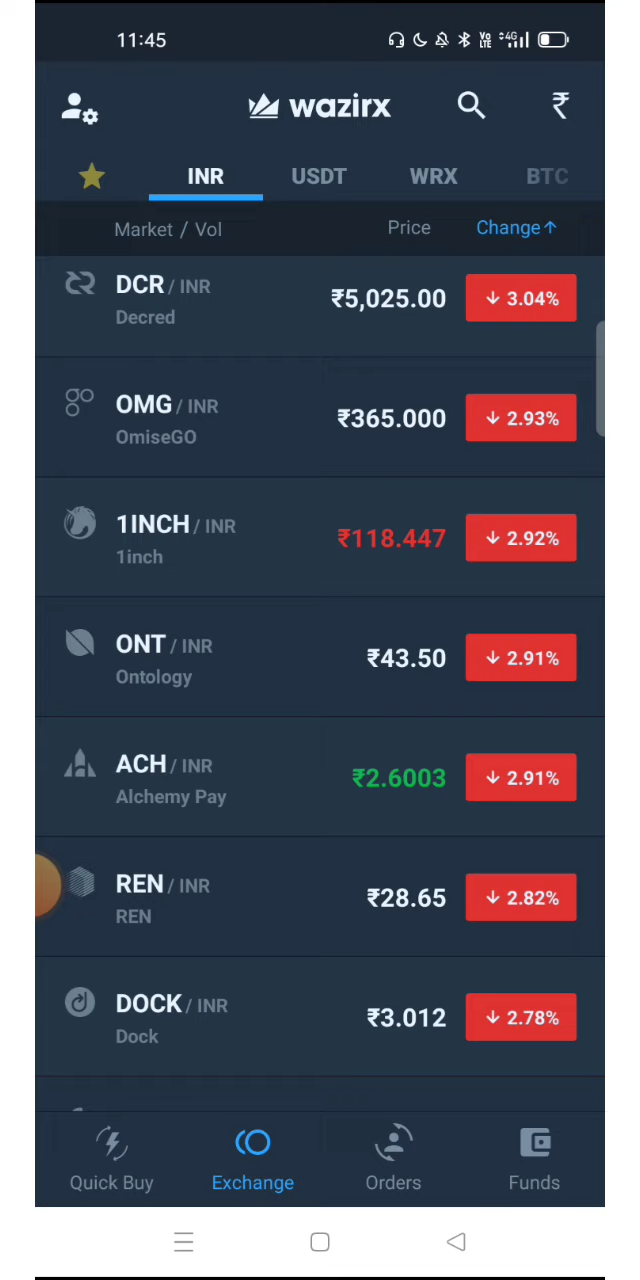 11:45
VO LTE 4G
wazirx ₹
INR USDT WRX BTC
Market / Vol Price Change↑
DCR / INR ₹5,025.00 ↓ 3.04%
Decred
OMG / INR ₹365.000 ↓ 2.93%
OmiseGO
1INCH / INR ₹118.447 ↓ 2.92%
1inch
ONT / INR ₹43.50 ↓ 2.91%
Ontology
ACH / INR ₹2.6003 ↓ 2.91%
Alchemy Pay
REN / INR ₹28.65 ↓ 2.82%
REN
DOCK / INR ₹3.012 ↓ 2.78%
Dock
Quick Buy Exchange Orders Funds